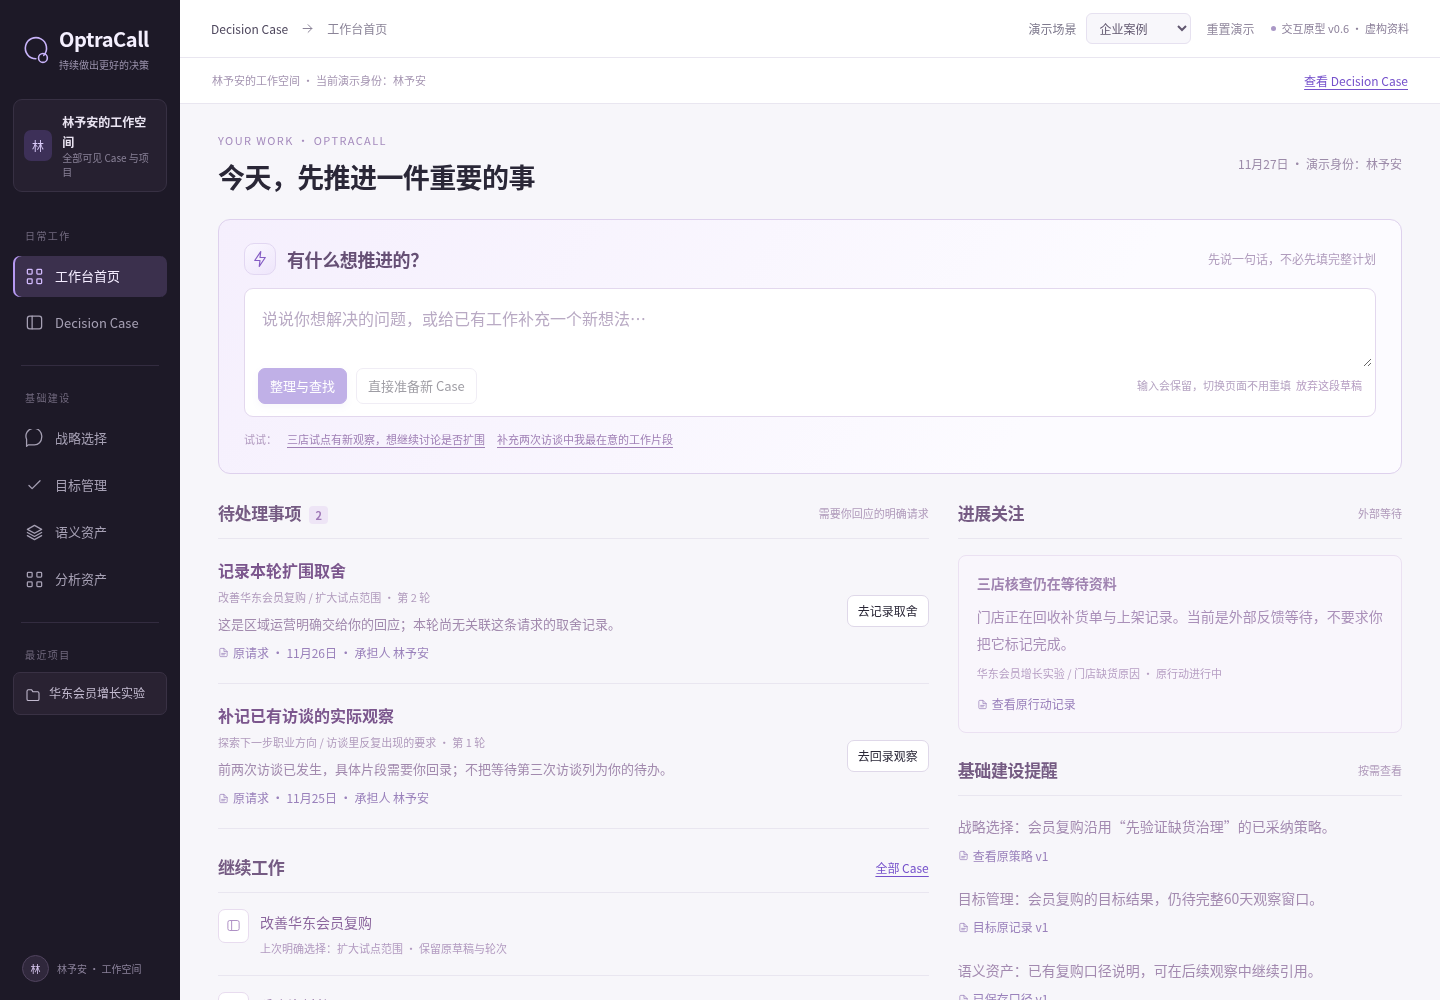 OptraCall
持续做出更好的决策
林
林予安的工作空
间
全部可见 Case 与项
目
日常工作
工作台首页
Decision Case
基础建设
战略选择
目标管理
语义资产
分析资产
最近项目
华东会员增长实验
林
林予安 · 工作空间
Decision Case → 工作台首页
演示场景
企业案例
重置演示
交互原型 v0.6 · 虚构资料
林予安的工作空间 · 当前演示身份：林予安
查看 Decision Case
YOUR WORK · OPTRACALL
今天，先推进一件重要的事
11月27日 · 演示身份：林予安
有什么想推进的？
先说一句话，不必先填完整计划
说说你想解决的问题，或给已有工作补充一个新想法…
整理与查找
直接准备新 Case
输入会保留，切换页面不用重填 放弃这段草稿
试试：
三店试点有新观察，想继续讨论是否扩围
补充两次访谈中我最在意的工作片段
待处理事项 2
需要你回应的明确请求
记录本轮扩围取舍
改善华东会员复购 / 扩大试点范围 · 第 2 轮
这是区域运营明确交给你的回应；本轮尚无关联这条请求的取舍记录。
原请求 · 11月26日 · 承担人 林予安
去记录取舍
补记已有访谈的实际观察
探索下一步职业方向 / 访谈里反复出现的要求 · 第 1 轮
前两次访谈已发生，具体片段需要你回录；不把等待第三次访谈列为你的待办。
原请求 · 11月25日 · 承担人 林予安
去回录观察
继续工作
全部 Case
改善华东会员复购
上次明确选择：扩大试点范围 · 保留原草稿与轮次
进展关注
外部等待
三店核查仍在等待资料
门店正在回收补货单与上架记录。当前是外部反馈等待，不要求你
把它标记完成。
华东会员增长实验 / 门店缺货原因 · 原行动进行中
查看原行动记录
基础建设提醒
按需查看
战略选择：会员复购沿用“先验证缺货治理”的已采纳策略。
查看原策略 v1
目标管理：会员复购的目标结果，仍待完整60天观察窗口。
目标原记录 v1
语义资产：已有复购口径说明，可在后续观察中继续引用。
已保存口径 v1